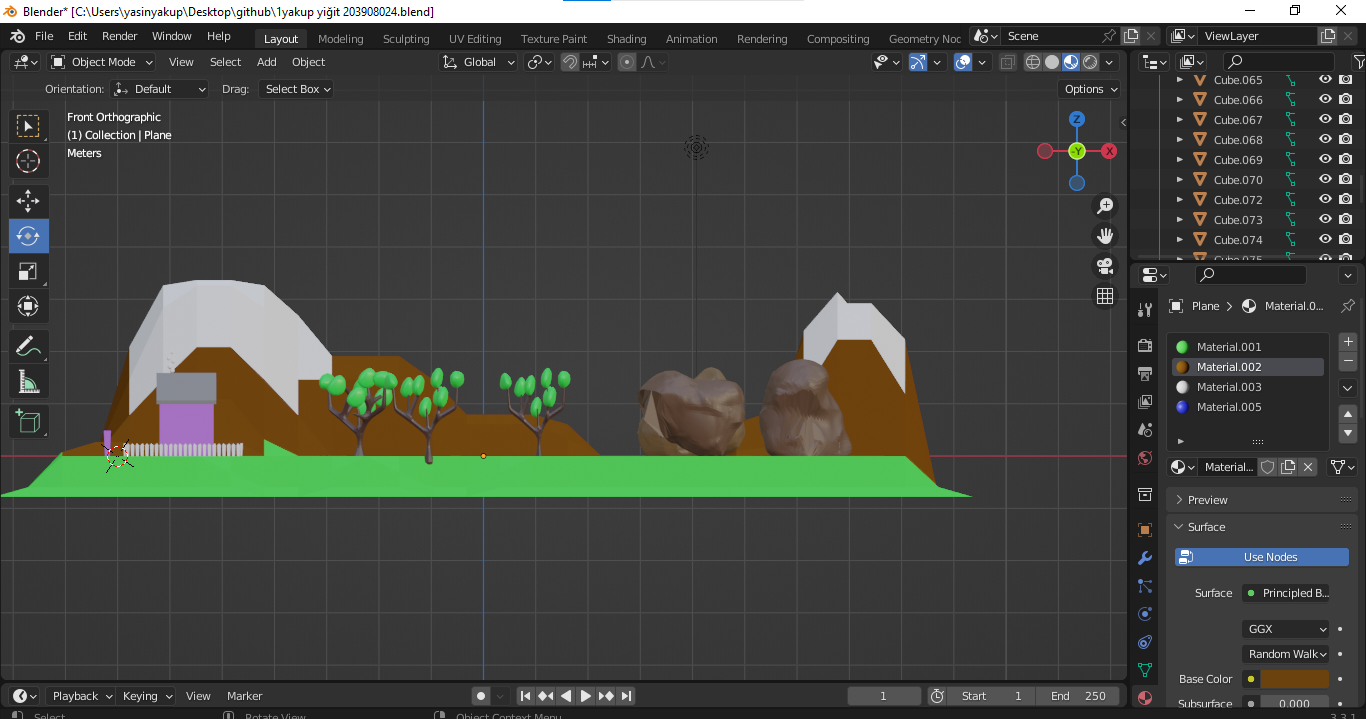 Blender* [C:\Users\yasinyakup\Desktop\github\1yakup yiğit 203908024.blend]
File Edit Render Window Help Layout Modeling Sculpting UV Editing Texture Paint Shading Animation Rendering Compositing Geometry Noc Scene ViewLayer
Object Mode View Select Add Object Global
Orientation: Default Drag: Select Box Options
Front Orthographic
(1) Collection | Plane
Meters
Z
-Y X
Cube.065
Cube.066
Cube.067
Cube.068
Cube.069
Cube.070
Cube.072
Cube.073
Cube.074
Cube.075
Plane > Material.0...
Material.001
Material.002
Material.003
Material.005
Material...
Preview
Surface
Use Nodes
Surface Principled B...
GGX
Random Walk
Base Color
Subsurface 0.000
Playback Keying View Marker 1 Start 1 End 250
Select Rotate View Object Context Menu 3.3.1